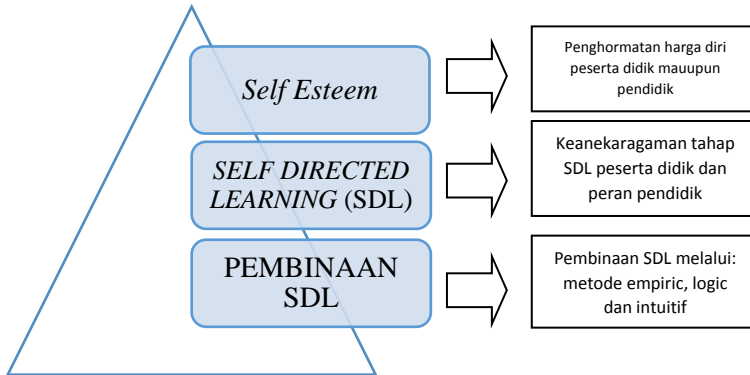 Self Esteem
Penghormatan harga diri
peserta didik mauupun
pendidik
SELF DIRECTED
LEARNING (SDL)
Keanekaragaman tahap
SDL peserta didik dan
peran pendidik
PEMBINAAN
SDL
Pembinaan SDL melalui:
metode empiric, logic
dan intuitif